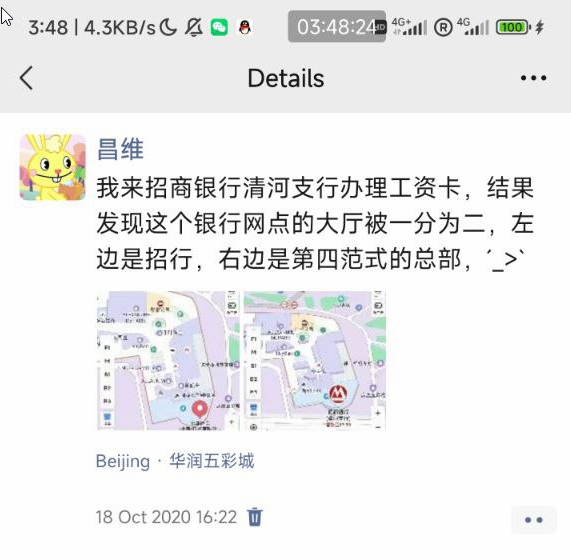 3:48 | 4.3KB/s
03:48:24
HD
4G+
R
4G
100
Details
昌维
我来招商银行清河支行办理工资卡，结果
发现这个银行网点的大厅被一分为二，左
边是招行，右边是第四范式的总部，´_>`
Beijing · 华润五彩城
18 Oct 2020 16:22